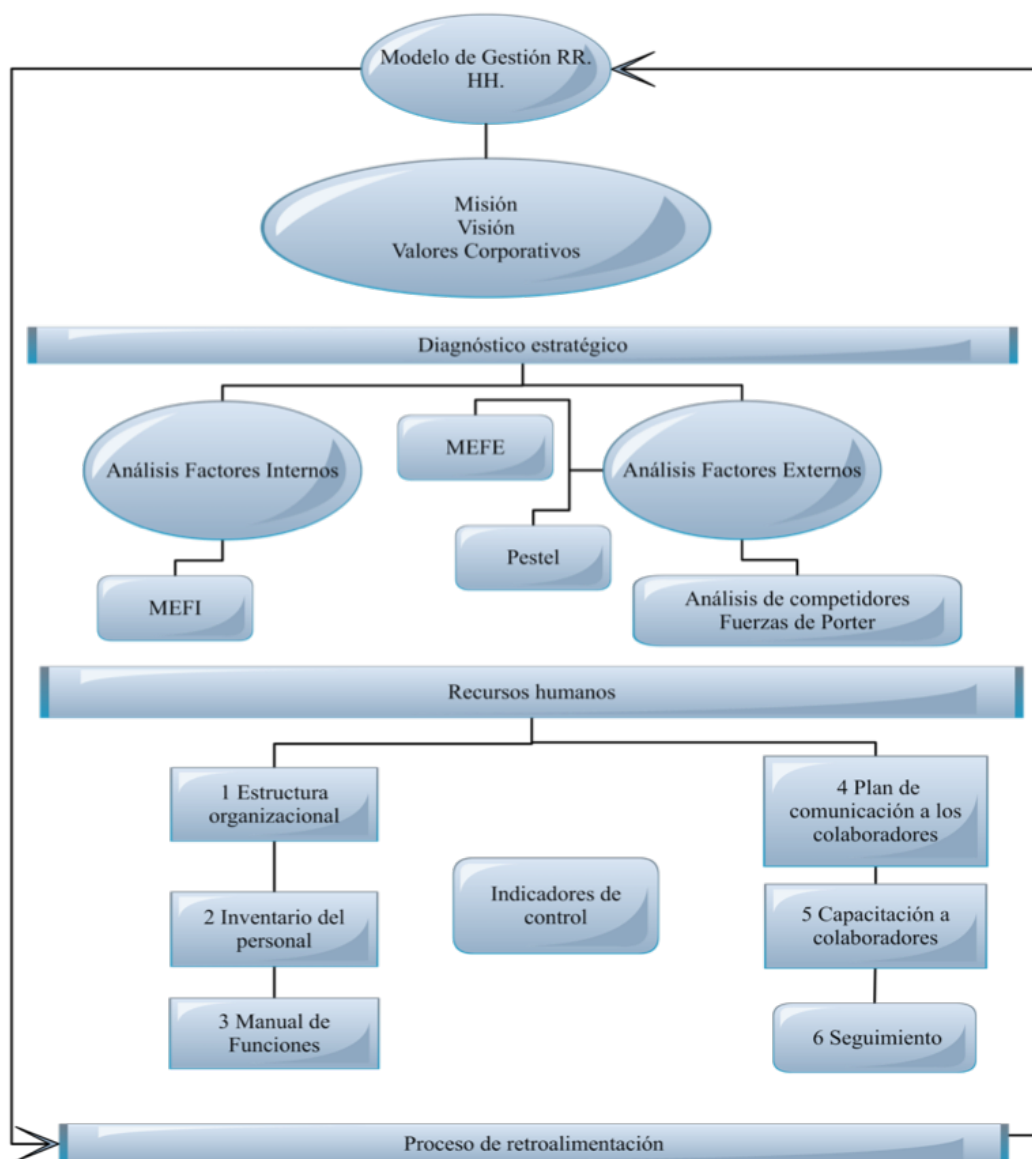 Modelo de Gestión RR.
HH.
Misión
Visión
Valores Corporativos
Diagnóstico estratégico
Análisis Factores Internos
MEFE
Análisis Factores Externos
Pestel
MEFI
Análisis de competidores
Fuerzas de Porter
Recursos humanos
1 Estructura
organizacional
2 Inventario del
personal
3 Manual de
Funciones
Indicadores de
control
4 Plan de
comunicación a los
colaboradores
5 Capacitación a
colaboradores
6 Seguimiento
Proceso de retroalimentación